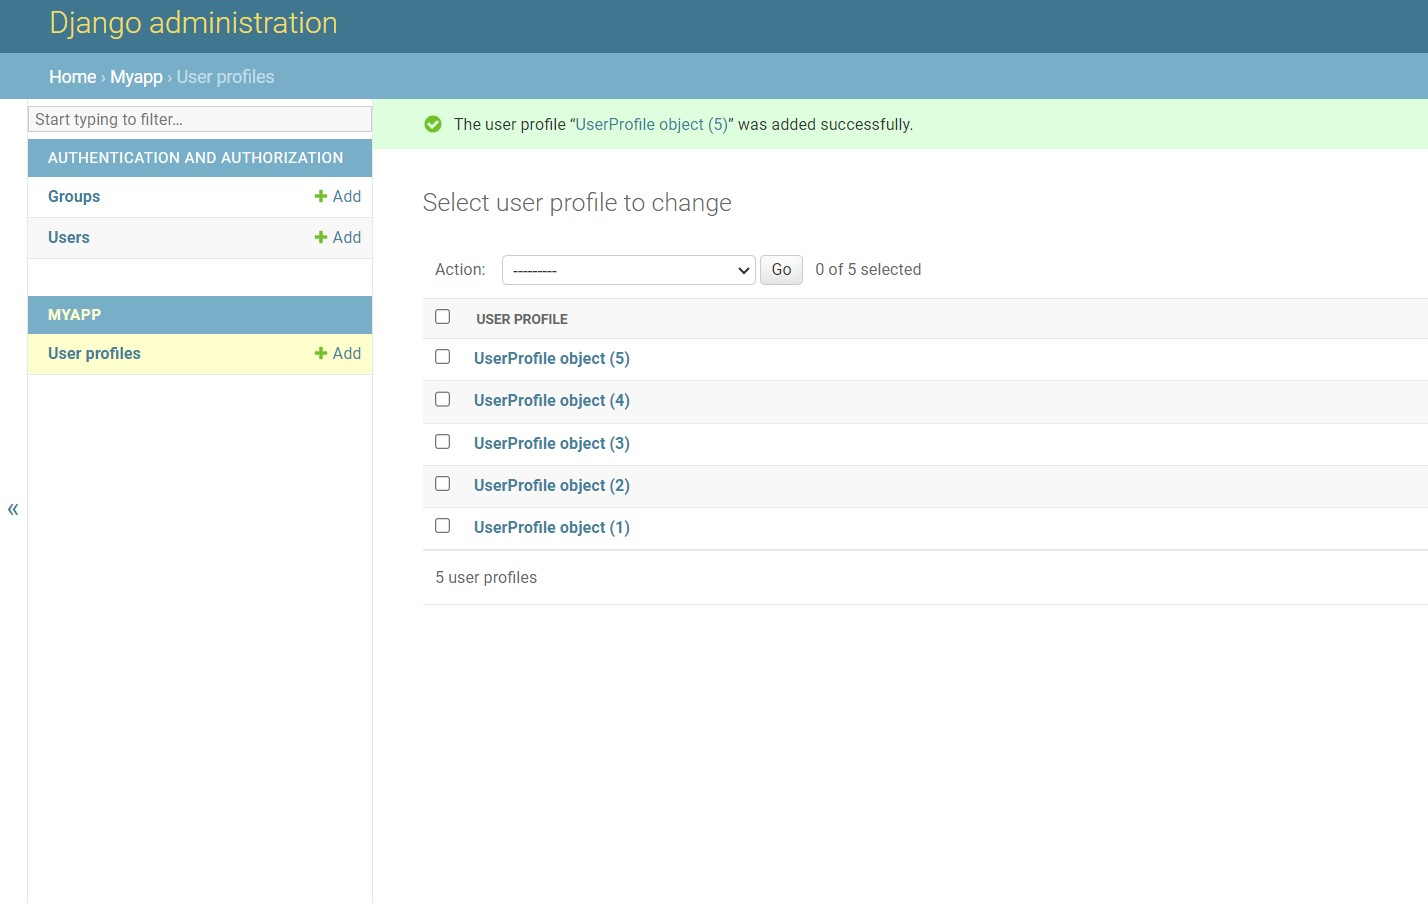 Django administration
Home › Myapp › User profiles
Start typing to filter...
AUTHENTICATION AND AUTHORIZATION
Groups + Add
Users + Add
MYAPP
User profiles + Add
«
The user profile “UserProfile object (5)” was added successfully.
Select user profile to change
Action: --------- Go 0 of 5 selected
USER PROFILE
UserProfile object (5)
UserProfile object (4)
UserProfile object (3)
UserProfile object (2)
UserProfile object (1)
5 user profiles